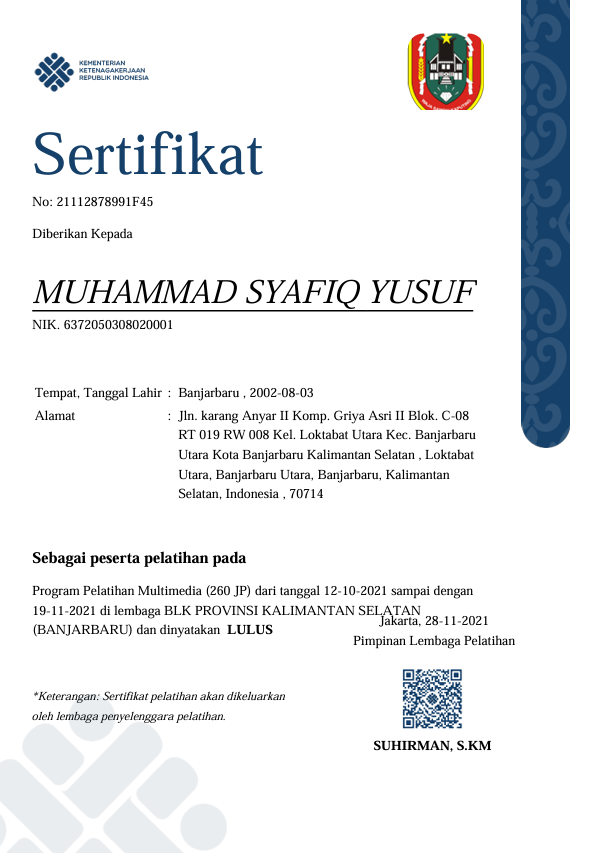 KEMENTERIAN
KETENAGAKERJAAN
REPUBLIK INDONESIA
Sertifikat
No: 21112878991F45
Diberikan Kepada
MUHAMMAD SYAFIQ YUSUF
NIK. 6372050308020001
Tempat, Tanggal Lahir : Banjarbaru , 2002-08-03
Alamat : Jln. karang Anyar II Komp. Griya Asri II Blok. C-08
RT 019 RW 008 Kel. Loktabat Utara Kec. Banjarbaru
Utara Kota Banjarbaru Kalimantan Selatan , Loktabat
Utara, Banjarbaru Utara, Banjarbaru, Kalimantan
Selatan, Indonesia , 70714
Sebagai peserta pelatihan pada
Program Pelatihan Multimedia (260 JP) dari tanggal 12-10-2021 sampai dengan
19-11-2021 di lembaga BLK PROVINSI KALIMANTAN SELATAN
(BANJARBARU) dan dinyatakan LULUS
Jakarta, 28-11-2021
Pimpinan Lembaga Pelatihan
*Keterangan: Sertifikat pelatihan akan dikeluarkan
oleh lembaga penyelenggara pelatihan.
SUHIRMAN, S.KM